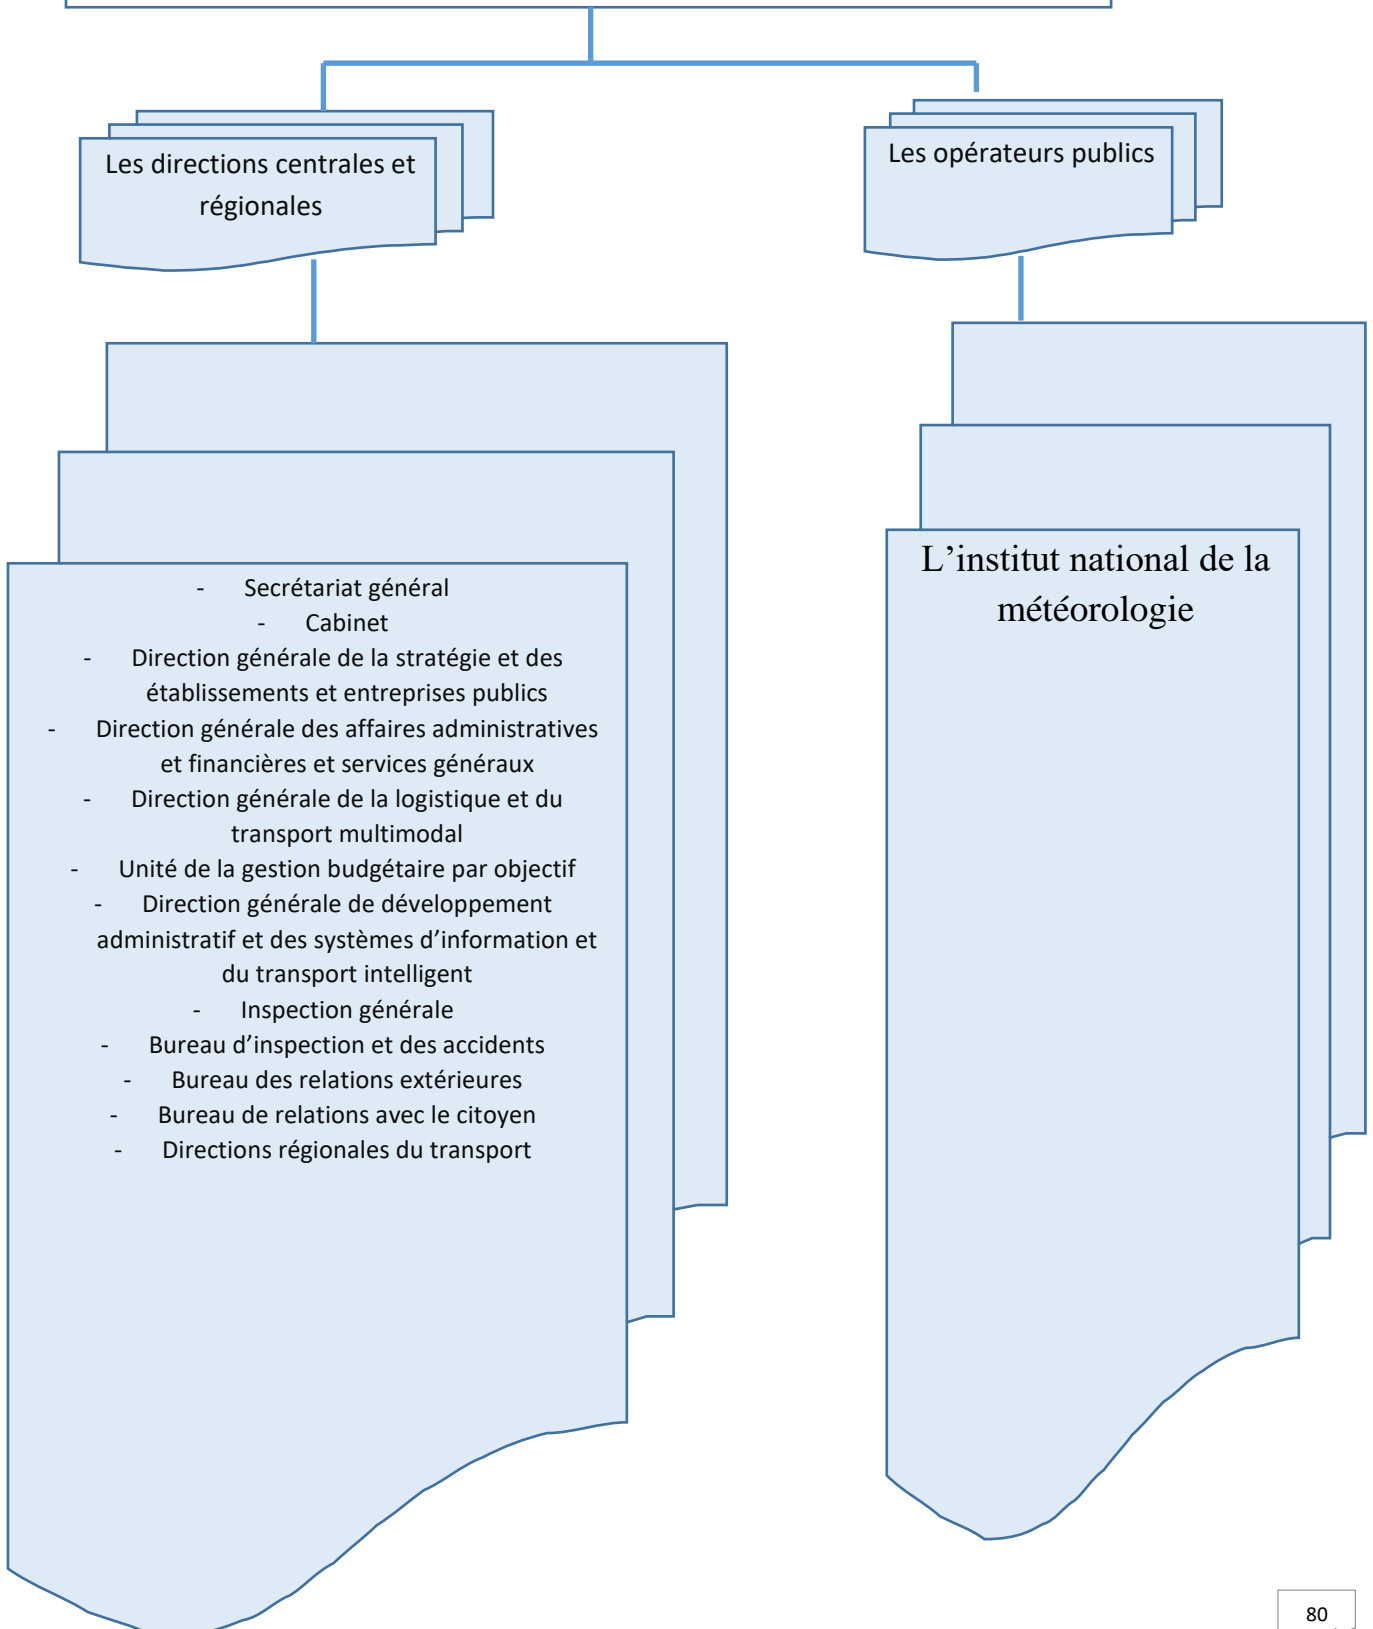 Les directions centrales et
régionales
Les opérateurs publics
- Secrétariat général
- Cabinet
- Direction générale de la stratégie et des
établissements et entreprises publics
- Direction générale des affaires administratives
et financières et services généraux
- Direction générale de la logistique et du
transport multimodal
- Unité de la gestion budgétaire par objectif
- Direction générale de développement
administratif et des systèmes d’information et
du transport intelligent
- Inspection générale
- Bureau d’inspection et des accidents
- Bureau des relations extérieures
- Bureau de relations avec le citoyen
- Directions régionales du transport
L’institut national de la
météorologie
80